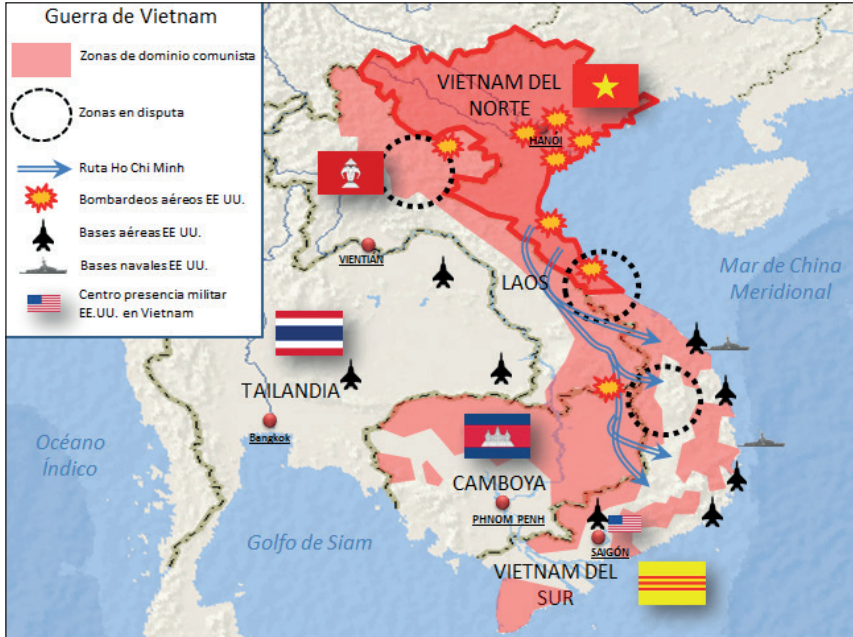 Guerra de Vietnam
Zonas de dominio comunista
Zonas en disputa
Ruta Ho Chi Minh
Bombardeos aéreos EE UU.
Bases aéreas EE UU.
Bases navales EE UU.
Centro presencia militar
EE.UU. en Vietnam
VIETNAM DEL
NORTE
HANÓI
VIENTIÁN
LAOS
Mar de China
Meridional
TAILANDIA
Bangkok
Océano
Índico
CAMBOYA
PHNOM PENH
Golfo de Siam
SAIGÓN
VIETNAM DEL
SUR